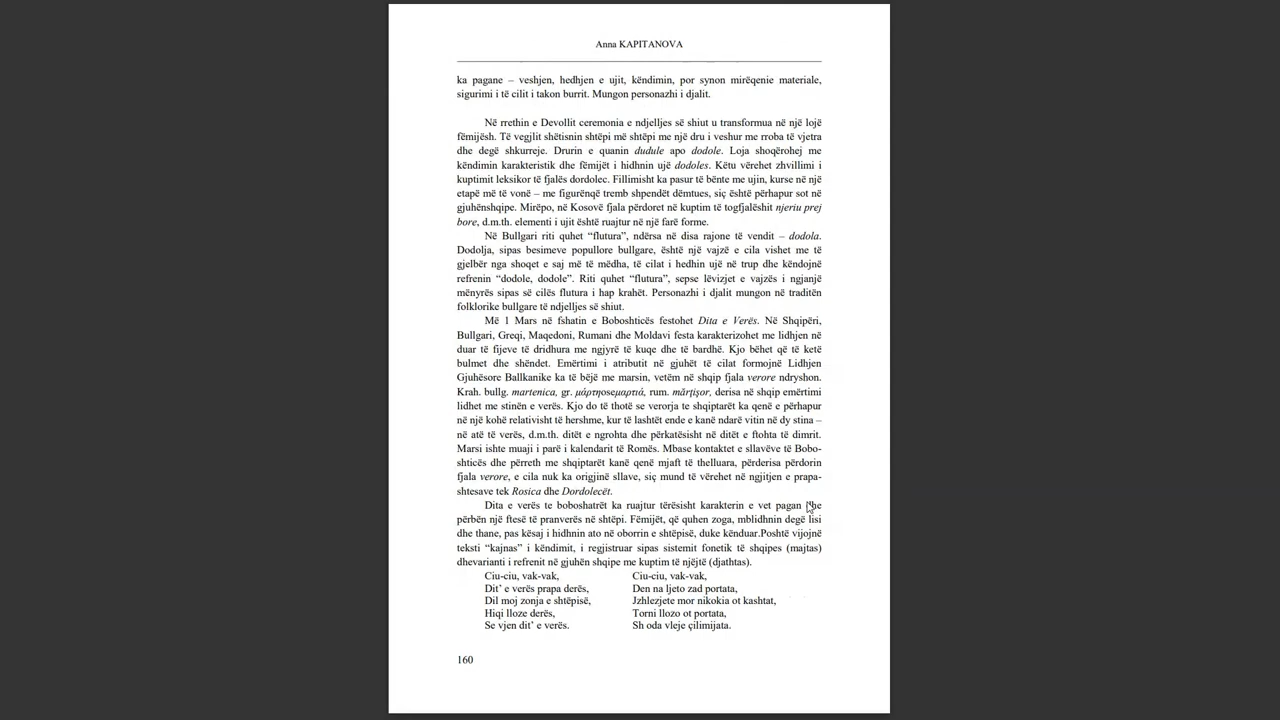 Anna KAPITANOVA
ka pagane – veshjen, hedhjen e ujit, këndimin, por synon mirëqenie materiale,
sigurimi i të cilit i takon burrit. Mungon personazhi i djalit.
Në rrethin e Devollit ceremonia e ndjelljes së shiut u transformua në një lojë
fëmijësh. Të vegjlit shëtisnin shtëpi më shtëpi me një dru i veshur me rroba të vjetra
dhe degë shkurreje. Drurin e quanin dudule apo dodole. Loja shoqërohej me
këndimin karakteristik dhe fëmijët i hidhnin ujë dodoles. Këtu vërehet zhvillimi i
kuptimit leksikor të fjalës dordolec. Fillimisht ka pasur të bënte me ujin, kurse në një
etapë më të vonë – me figurënqë tremb shpendët dëmtues, siç është përhapur sot në
gjuhënshqipe. Mirëpo, në Kosovë fjala përdoret në kuptim të togfjalëshit njeriu prej
bore, d.m.th. elementi i ujit është ruajtur në një farë forme.
Në Bullgari riti quhet “flutura”, ndërsa në disa rajone të vendit – dodola.
Dodolja, sipas besimeve popullore bullgare, është një vajzë e cila vishet me të
gjelbër nga shoqet e saj më të mëdha, të cilat i hedhin ujë në trup dhe këndojnë
refrenin “dodole, dodole”. Riti quhet “flutura”, sepse lëvizjet e vajzës i ngjanjë
mënyrës sipas së cilës flutura i hap krahët. Personazhi i djalit mungon në traditën
folklorike bullgare të ndjelljes së shiut.
Më 1 Mars në fshatin e Boboshticës festohet Dita e Verës. Në Shqipëri,
Bullgari, Greqi, Maqedoni, Rumani dhe Moldavi festa karakterizohet me lidhjen në
duar të fijeve të dridhura me ngjyrë të kuqe dhe të bardhë. Kjo bëhet që të ketë
bulmet dhe shëndet. Emërtimi i atributit në gjuhët të cilat formojnë Lidhjen
Gjuhësore Ballkanike ka të bëjë me marsin, vetëm në shqip fjala verore ndryshon.
Krah. bullg. martenica, gr. μάρτηoseμαρτιά, rum. mărţişor, derisa në shqip emërtimi
lidhet me stinën e verës. Kjo do të thotë se verorja te shqiptarët ka qenë e përhapur
në një kohë relativisht të hershme, kur të lashtët ende e kanë ndarë vitin në dy stina –
në atë të verës, d.m.th. ditët e ngrohta dhe përkatësisht në ditët e ftohta të dimrit.
Marsi ishte muaji i parë i kalendarit të Romës. Mbase kontaktet e sllavëve të Bobo-
shticës dhe përreth me shqiptarët kanë qenë mjaft të thelluara, përderisa përdorin
fjala verore, e cila nuk ka origjinë sllave, siç mund të vërehet në ngjitjen e prapa-
shtesave tek Rosica dhe Dordolecët.
Dita e verës te boboshatrët ka ruajtur tërësisht karakterin e vet pagan dhe
përbën një ftesë të pranverës në shtëpi. Fëmijët, që quhen zoga, mblidhnin degë lisi
dhe thane, pas kësaj i hidhnin ato në oborrin e shtëpisë, duke kënduar.Poshtë vijojnë
teksti “kajnas” i këndimit, i regjistruar sipas sistemit fonetik të shqipes (majtas)
dhevarianti i refrenit në gjuhën shqipe me kuptim të njëjtë (djathtas).
Ciu-ciu, vak-vak, Ciu-ciu, vak-vak,
Dit’ e verës prapa derës, Den na ljeto zad portata,
Dil moj zonja e shtëpisë, Jzhlezjete mor nikokia ot kashtat,
Hiqi lloze derës, Torni llozo ot portata,
Se vjen dit’ e verës. Sh oda vleje çilimijata.
160